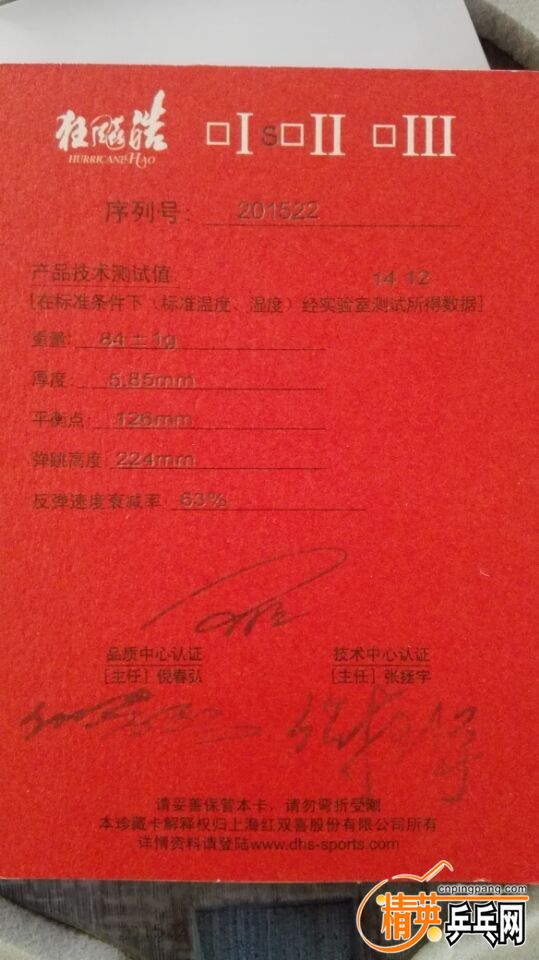 狂飚皓 □I s□II □III
HURRICANE HAO
序列号: 201522
产品技术测试值 14 12
[在标准条件下（标准温度、湿度）经实验室测试所得数据]
重量: 84±1g
厚度: 5.85mm
平衡点: 126mm
弹跳高度: 224mm
反弹速度衰减率 63%
品质中心认证 技术中心认证
[主任] 倪春弘 [主任] 张拯宇
请妥善保管本卡，请勿弯折受潮
本珍藏卡解释权归上海红双喜股份有限公司所有
详情资料请登陆www.dhs-sports.com
cnpingpang.com
精英乒乓网